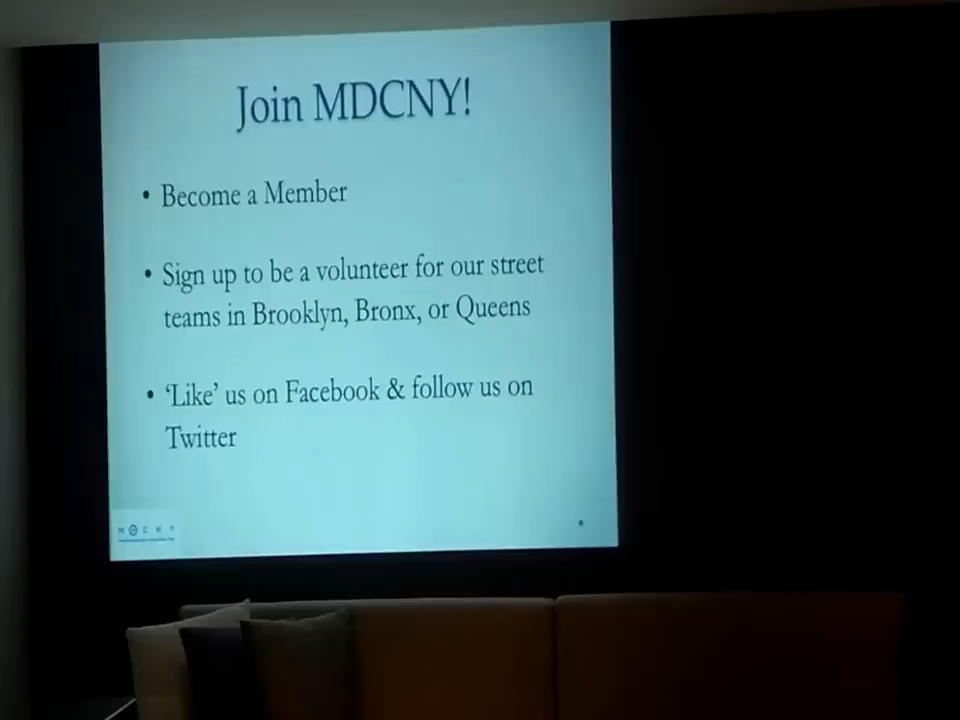 Join MDCNY!
• Become a Member
• Sign up to be a volunteer for our street
teams in Brooklyn, Bronx, or Queens
• ‘Like’ us on Facebook & follow us on
Twitter